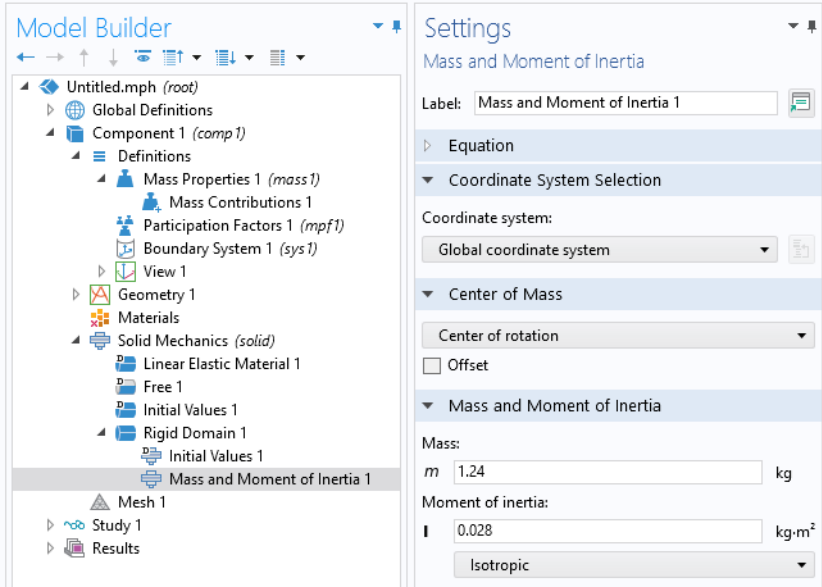 Model Builder
Untitled.mph (root)
Global Definitions
Component 1 (comp1)
Definitions
Mass Properties 1 (mass1)
Mass Contributions 1
Participation Factors 1 (mpf1)
Boundary System 1 (sys1)
View 1
Geometry 1
Materials
Solid Mechanics (solid)
Linear Elastic Material 1
Free 1
Initial Values 1
Rigid Domain 1
Initial Values 1
Mass and Moment of Inertia 1
Mesh 1
Study 1
Results
Settings
Mass and Moment of Inertia
Label: Mass and Moment of Inertia 1
Equation
Coordinate System Selection
Coordinate system:
Global coordinate system
Center of Mass
Center of rotation
Offset
Mass and Moment of Inertia
Mass:
m 1.24 kg
Moment of inertia:
I 0.028 kg·m²
Isotropic